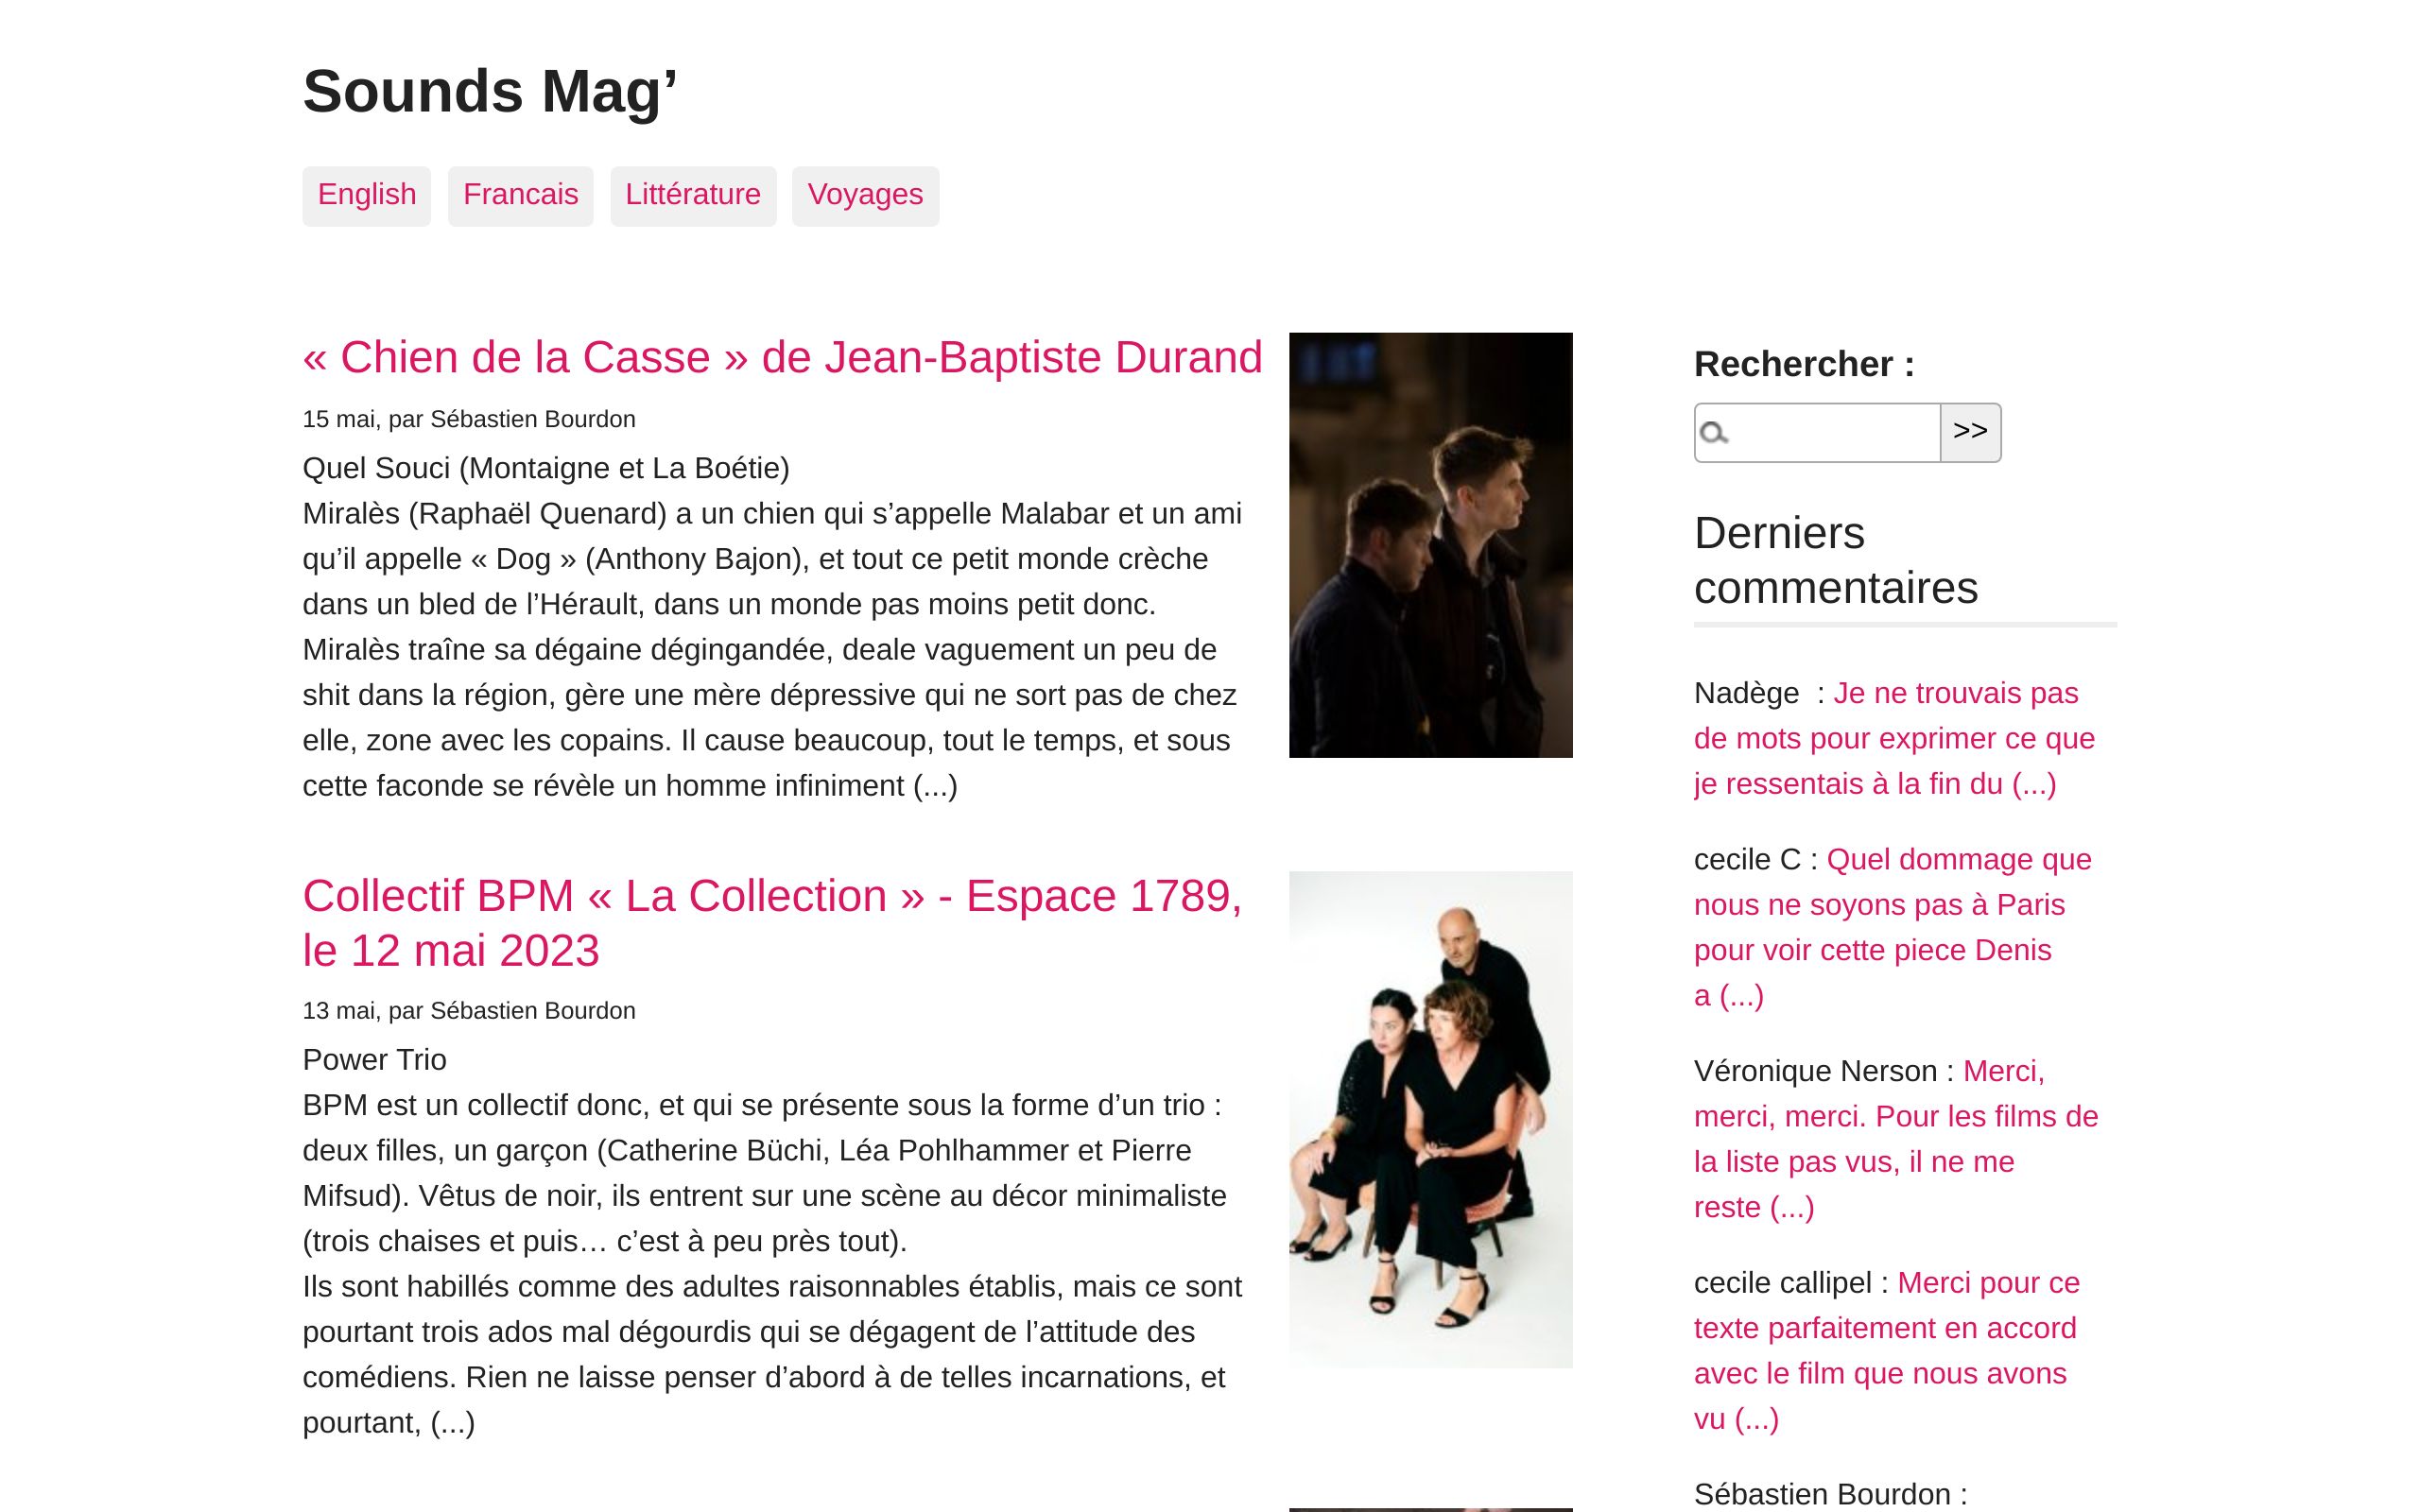 Sounds Mag’
English Francais Littérature Voyages
« Chien de la Casse » de Jean-Baptiste Durand
15 mai, par Sébastien Bourdon
Quel Souci (Montaigne et La Boétie)
Miralès (Raphaël Quenard) a un chien qui s’appelle Malabar et un ami
qu’il appelle « Dog » (Anthony Bajon), et tout ce petit monde crèche
dans un bled de l’Hérault, dans un monde pas moins petit donc.
Miralès traîne sa dégaine dégingandée, deale vaguement un peu de
shit dans la région, gère une mère dépressive qui ne sort pas de chez
elle, zone avec les copains. Il cause beaucoup, tout le temps, et sous
cette faconde se révèle un homme infiniment (...)
Collectif BPM « La Collection » - Espace 1789,
le 12 mai 2023
13 mai, par Sébastien Bourdon
Power Trio
BPM est un collectif donc, et qui se présente sous la forme d’un trio :
deux filles, un garçon (Catherine Büchi, Léa Pohlhammer et Pierre
Mifsud). Vêtus de noir, ils entrent sur une scène au décor minimaliste
(trois chaises et puis… c’est à peu près tout).
Ils sont habillés comme des adultes raisonnables établis, mais ce sont
pourtant trois ados mal dégourdis qui se dégagent de l’attitude des
comédiens. Rien ne laisse penser d’abord à de telles incarnations, et
pourtant, (...)
Rechercher :
>>
Derniers
commentaires
Nadège  : Je ne trouvais pas
de mots pour exprimer ce que
je ressentais à la fin du (...)
cecile C : Quel dommage que
nous ne soyons pas à Paris
pour voir cette piece Denis
a (...)
Véronique Nerson : Merci,
merci, merci. Pour les films de
la liste pas vus, il ne me
reste (...)
cecile callipel : Merci pour ce
texte parfaitement en accord
avec le film que nous avons
vu (...)
Sébastien Bourdon :